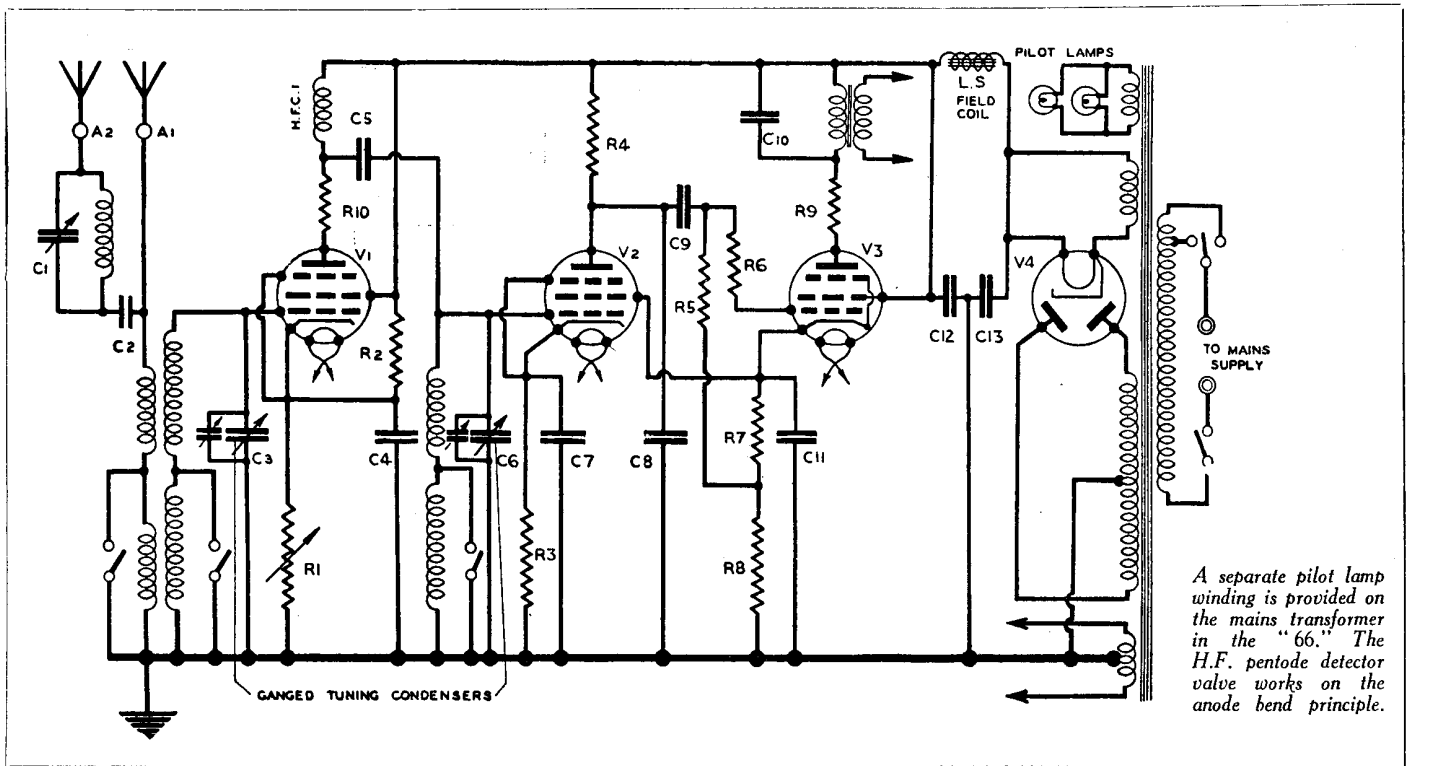 PILOT LAMPS
H.F.C.1
C5
L.S
FIELD
COIL
A2
A1
R4
C10
R10
R9
C9
V1
V2
V3
V4
C1
R6
R5
C2
R2
C12
C13
TO MAINS
SUPPLY
C3
C4
C6
C7
C8
R7
C11
R1
R3
R8
GANGED TUNING CONDENSERS
A separate pilot lamp
winding is provided on
the mains transformer
in the "66." The
H.F. pentode detector
valve works on the
anode bend principle.